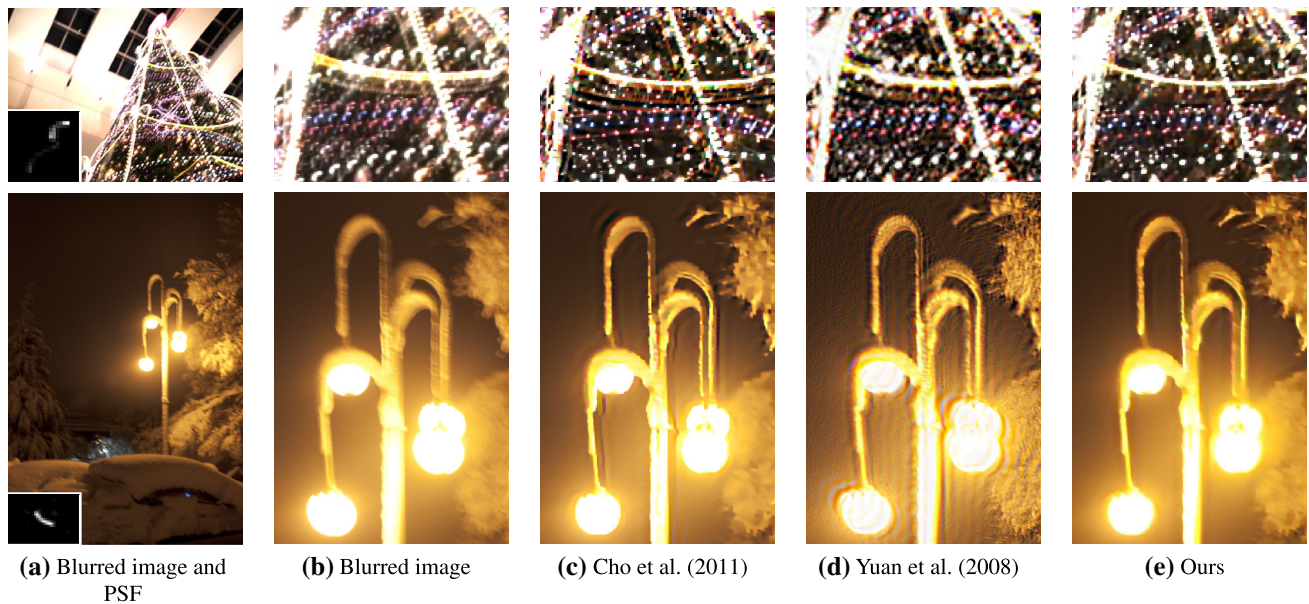 (a) Blurred image and
PSF
(b) Blurred image
(c) Cho et al. (2011)
(d) Yuan et al. (2008)
(e) Ours